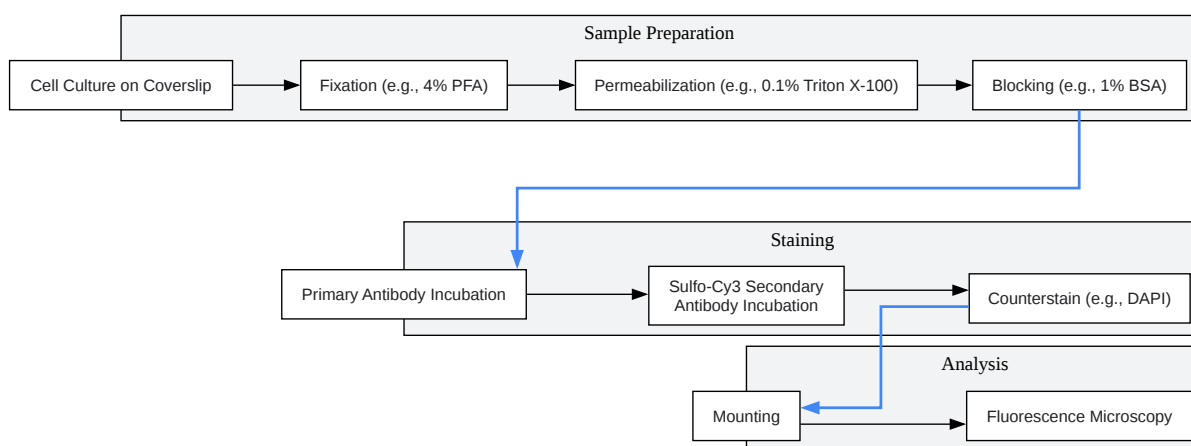 Sample Preparation
Cell Culture on Coverslip
Fixation (e.g., 4% PFA)
Permeabilization (e.g., 0.1% Triton X-100)
Blocking (e.g., 1% BSA)
Staining
Primary Antibody Incubation
Sulfo-Cy3 Secondary
Antibody Incubation
Counterstain (e.g., DAPI)
Analysis
Mounting
Fluorescence Microscopy